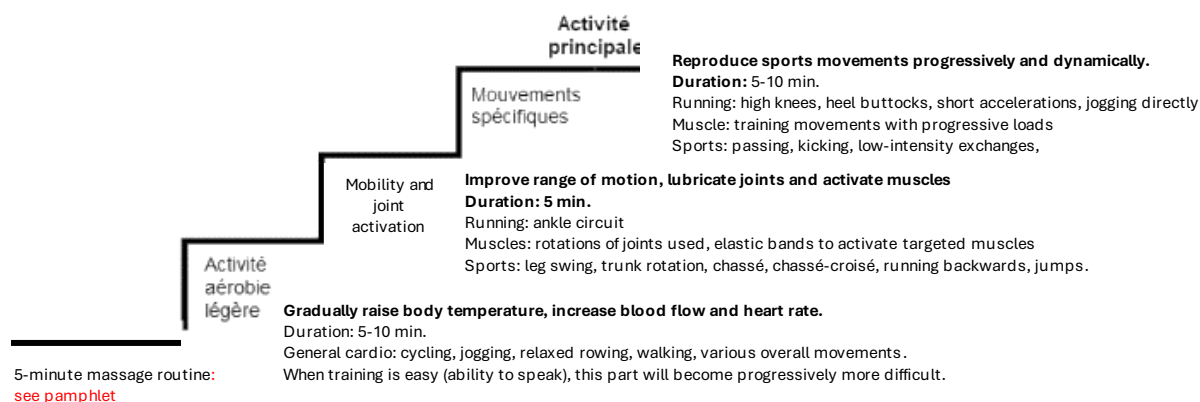 Activité
principale
Reproduce sports movements progressively and dynamically.
Duration: 5-10 min.
Running: high knees, heel buttocks, short accelerations, jogging directly
Muscle: training movements with progressive loads
Sports: passing, kicking, low-intensity exchanges,
Mouvements
spécifiques
Mobility and
joint
activation
Improve range of motion, lubricate joints and activate muscles
Duration: 5 min.
Running: ankle circuit
Muscles: rotations of joints used, elastic bands to activate targeted muscles
Sports: leg swing, trunk rotation, chassé, chassé-croisé, running backwards, jumps.
Activité
aérobie
légère
Gradually raise body temperature, increase blood flow and heart rate.
Duration: 5-10 min.
General cardio: cycling, jogging, relaxed rowing, walking, various overall movements.
When training is easy (ability to speak), this part will become progressively more difficult.
5-minute massage routine:
see pamphlet